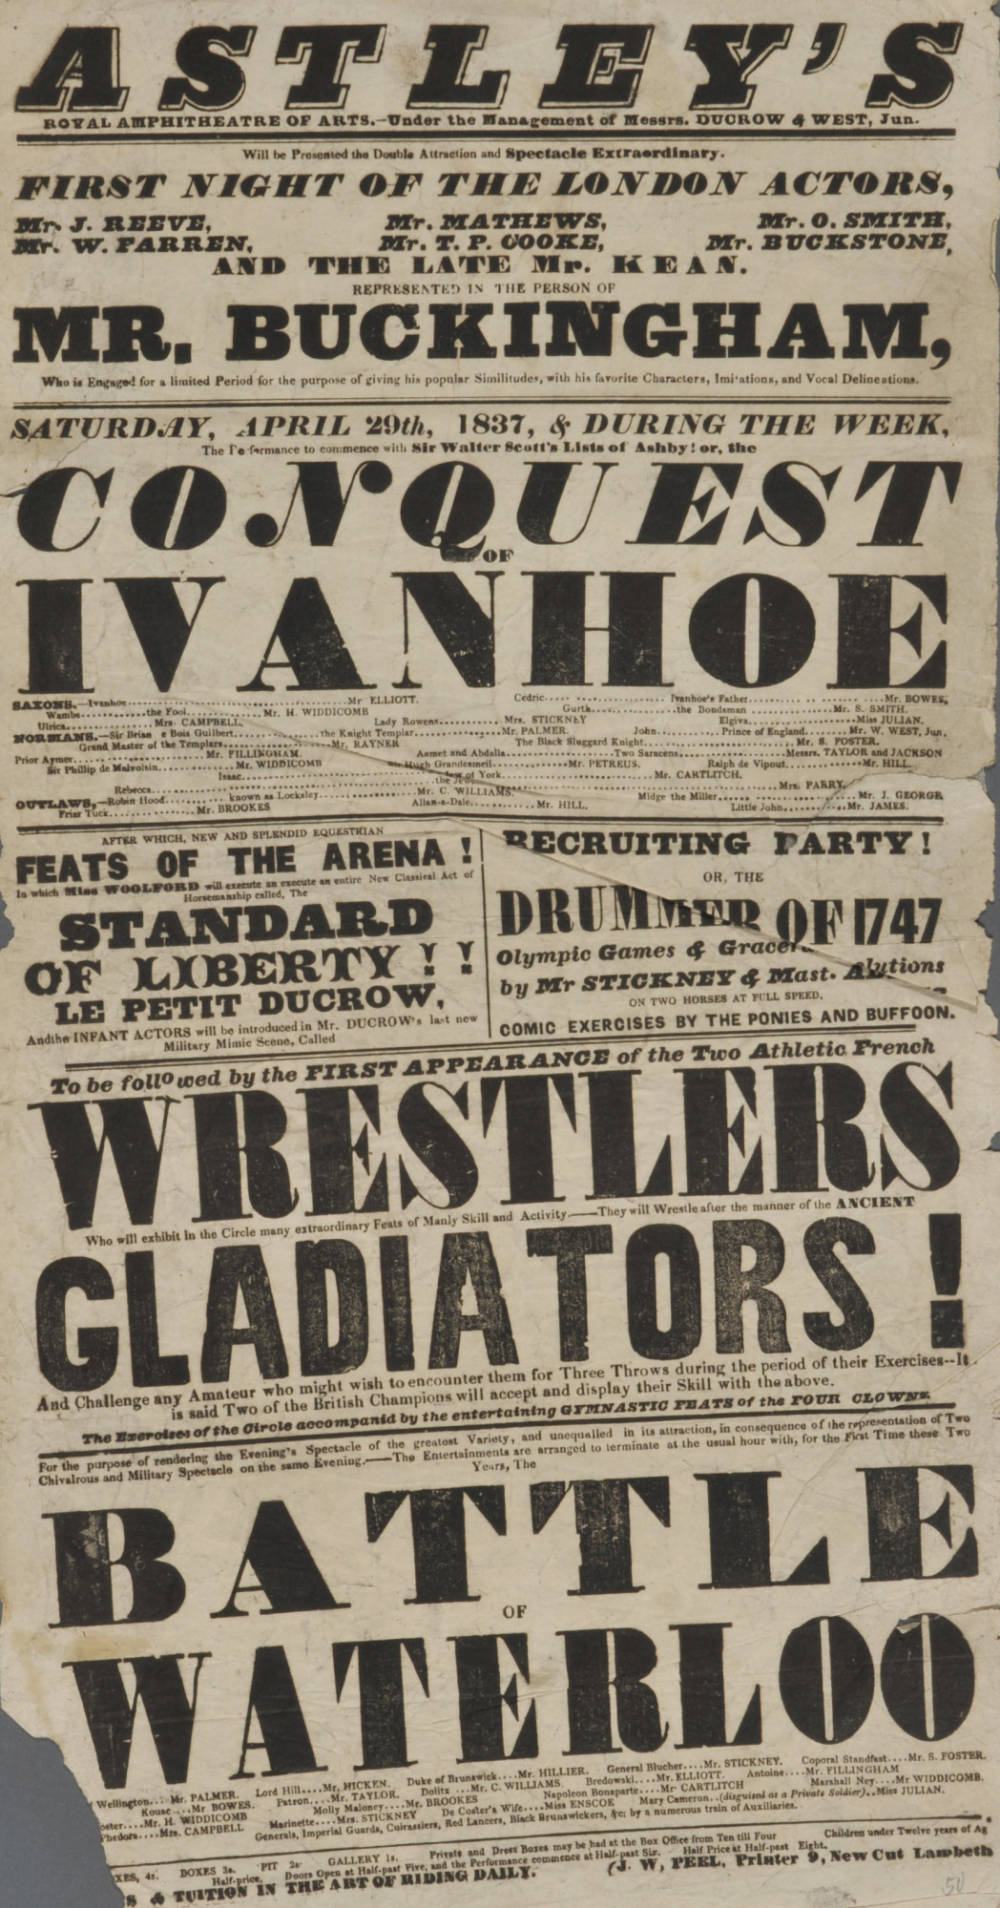 ASTLEY'S
ROYAL AMPHITHEATRE OF ARTS.—Under the Management of Messrs. DUCROW & WEST, Jun.
Will be Presented the Double Attraction and Spectacle Extraordinary.
FIRST NIGHT OF THE LONDON ACTORS,
Mr. J. REEVE, Mr. MATHEWS, Mr. O. SMITH,
Mr. W. FARREN, Mr. T. P. COOKE, Mr. BUCKSTONE,
AND THE LATE Mr. KEAN.
REPRESENTED IN THE PERSON OF
MR. BUCKINGHAM,
Who is Engaged for a limited Period for the purpose of giving his popular Similitudes, with his favorite Characters, Imitations, and Vocal Delineations.
SATURDAY, APRIL 29th, 1837, & DURING THE WEEK,
The Performance to commence with Sir Walter Scott's Lists of Ashby! or, the
CONQUEST
OF
IVANHOE
SAXONS.—Ivanhoe.....Mr ELLIOTT. Cedric.....Ivanhoe's Father.....Mr. BOWES,
Wamba.....the Fool.....Mr. H. WIDDICOMB Gurth.....the Bondsman.....Mr. S. SMITH.
Ulrica.....Mrs. CAMPBELL, Lady Rowena.....Mrs. STICKNEY Elgiva.....Miss JULIAN.
NORMANS.—Sir Brian e Bois Guilbert.....the Knight Templar.....Mr. PALMER. John.....Prince of England.....Mr. W. WEST, Jun,
Grand Master of the Templars.....Mr. RAYNER The Black Sluggard Knight.....Mr. S. FOSTER.
Prior Aymer.....Mr. FILLINGHAM. Asmet and Abdalla.....Two Saracens.....Messrs. TAYLOR and JACKSON
Sir Phillip de Malvoisin.....Mr. WIDDICOMB Sir Hugh Grandesmeil.....Mr. PETREUS. Ralph de Vipout.....Mr. HILL.
Isaac.....of York.....Mr. CARTLITCH.
Rebecca.....the Jewess.....Mrs. PARRY,
OUTLAWS,—Robin Hood.....known as Locksley.....Mr. C. WILLIAMS. Midge the Miller.....Mr. J. GEORGE
Friar Tuck.....Mr. BROOKES Allan-a-Dale.....Mr. HILL. Little John.....Mr. JAMES.
AFTER WHICH, NEW AND SPLENDID EQUESTRIAN
FEATS OF THE ARENA !
In which Miss WOOLFORD will execute an execute an entire New Classical Act of
Horsemanship called, The
STANDARD
OF LIBERTY ! !
LE PETIT DUCROW,
Andthe INFANT ACTORS will be introduced in Mr. DUCROW's last new
Military Mimic Scene, Called
RECRUITING PARTY !
OR, THE
DRUMMER OF 1747
Olympic Games &
by Mr STICKNEY & Mast.
ON TWO HORSES AT FULL SPEED.
COMIC EXERCISES BY THE PONIES AND BUFFOON.
To be followed by the FIRST APPEARANCE of the Two Athletic French
WRESTLERS
Who will exhibit In the Circle many extraordinary Feats of Manly Skill and Activity——They will Wrestle after the manner of the ANCIENT
GLADIATORS !
And Challenge any Amateur who might wish to encounter them for Three Throws during the period of their Exercises--It
is said Two of the British Champions will accept and display their Skill with the above.
The Exercises of the Circle accompanid by the entertaining GYMNASTIC FEATS of the FOUR CLOWNS.
For the purpose of rendering the Evening's Spectacle of the greatest Variety, and unequalled in its attraction, in consequence of the representation of Two
Chivalrous and Military Spectacle on the same Evening.——The Entertainments are arranged to terminate at the usual hour with, for the First Time these Two
Years, The
BATTLE
OF
WATERLOO
Wellington....Mr. PALMER. Lord Hill....Mr. HICKEN. Duke of Brunswick....Mr. HILLIER. General Blucher....Mr. STICKNEY. Coporal Standfast....Mr. S. FOSTER.
Mr BOWES. Patron....Mr. TAYLOR. Dolitz....Mr. C. WILLIAMS. Bredowski....Mr. ELLIOTT. Antoine....Mr. FILLINGHAM
oster....Mr. H. WIDDICOMB Molly Maloney....Mr. BROOKES Napoleon Bonaparte....Mr CARTLITCH Marshall Ney....Mr WIDDICOMB.
Phedora....Mrs. CAMPBELL Marinette....Mrs. STICKNEY De Coster's Wife....Miss ENSCOE Mary Cameron..(disguised as a Private Soldier)...Miss JULIAN.
Generals, Imperial Guards, Cuirassiers, Red Lancers, Black Brunswickers, &c; by a numerous train of Auxiliaries.
XES, 4s. BOXES 3s. PIT 2s GALLERY 1s. Private and Dress Boxes may be had at the Box Office from Ten till Four Children under Twelve years of Ag
Half-price. Doors Open at Half-past Five, and the Performance commence at Half-past Six. Half Price at Half-past Eight.
S & TUITION IN THE ART OF RIDING DAILY. (J. W, PEEL, Printer 9, New Cut Lambeth
50